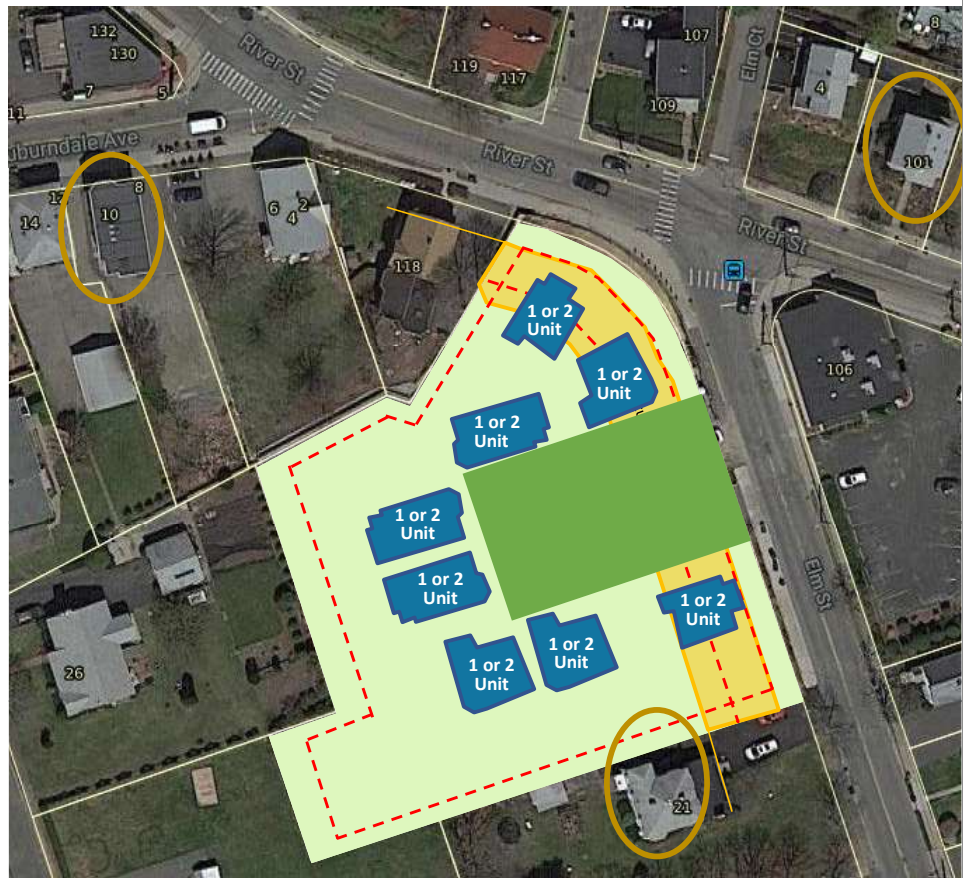 132
130
River St
119
117
107
109
Elm Ct
4
8
101
7
5
11
uburndale Ave
River St
River St
12
8
10
14
6
2
4
118
106
1 or 2
Unit
1 or 2
Unit
1 or 2
Unit
1 or 2
Unit
1 or 2
Unit
1 or 2
Unit
1 or 2
Unit
1 or 2
Unit
Elm St
26
21